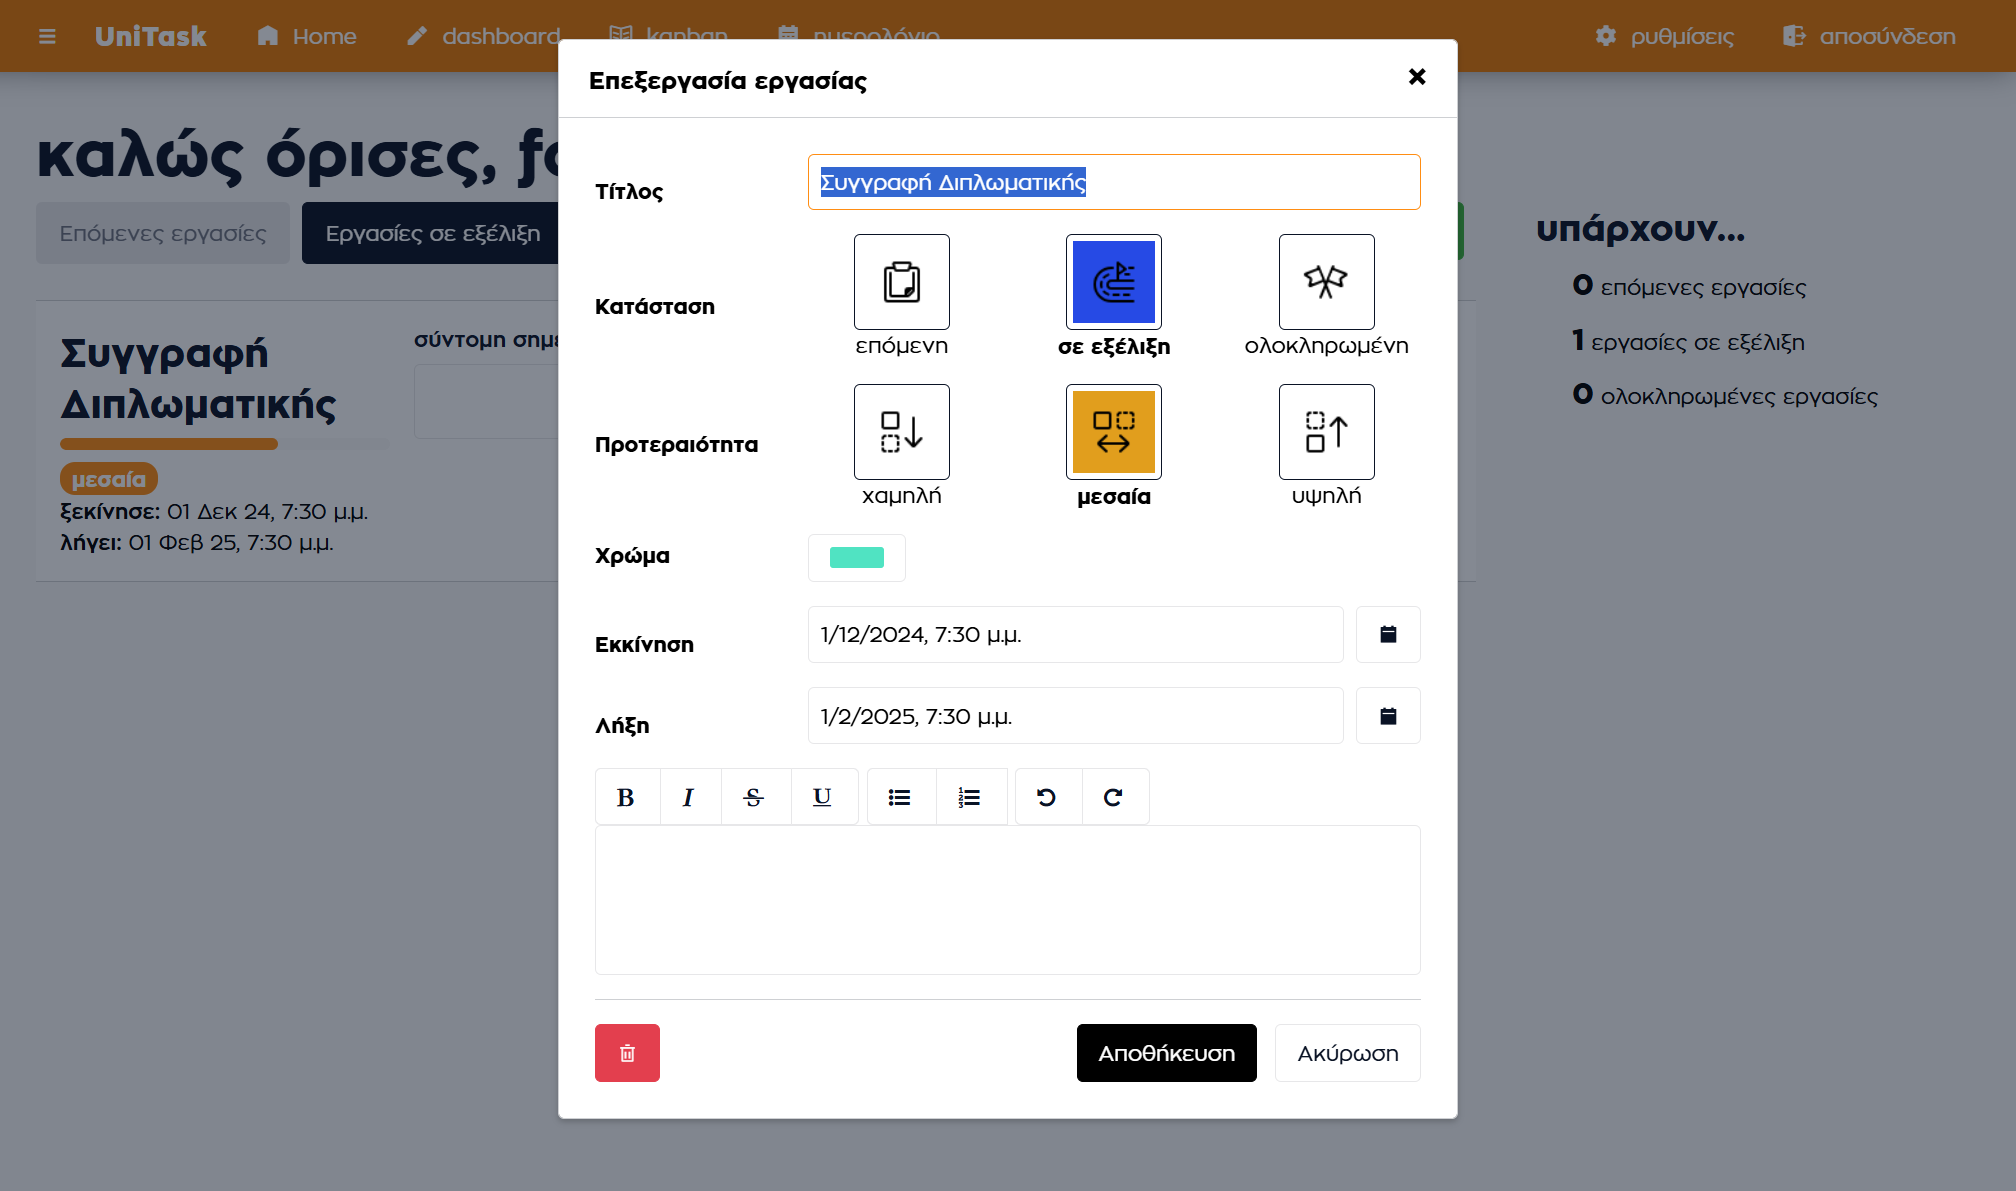 UniTask Home dashboard kanban ημερολόγιο ρυθμίσεις αποσύνδεση
καλώς όρισες,
Επόμενες εργασίες Εργασίες σε εξέλιξη
Συγγραφή
Διπλωματικής
μεσαία
ξεκίνησε: 01 Δεκ 24, 7:30 μ.μ.
λήγει: 01 Φεβ 25, 7:30 μ.μ.
σύντομη
Επεξεργασία εργασίας
Τίτλος Συγγραφή Διπλωματικής
Κατάσταση
επόμενη σε εξέλιξη ολοκληρωμένη
Προτεραιότητα
χαμηλή μεσαία υψηλή
Χρώμα
Εκκίνηση 1/12/2024, 7:30 μ.μ.
Λήξη 1/2/2025, 7:30 μ.μ.
B I S U
Αποθήκευση Ακύρωση
υπάρχουν...
0 επόμενες εργασίες
1 εργασίες σε εξέλιξη
0 ολοκληρωμένες εργασίες